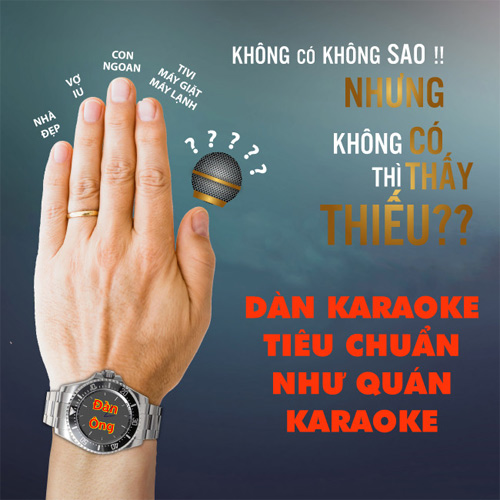 KHÔNG CÓ KHÔNG SAO !!
NHƯNG
KHÔNG CÓ
THÌ THẤY
THIẾU??
NHÀ
ĐẸP
VỢ
IU
CON
NGOAN
TIVI
MÁY GIẶT
MÁY LẠNH
? ? ? ? ?
ĐÀN KARAOKE
TIÊU CHUẨN
NHƯ QUÁN
KARAOKE
Đàn
Ông